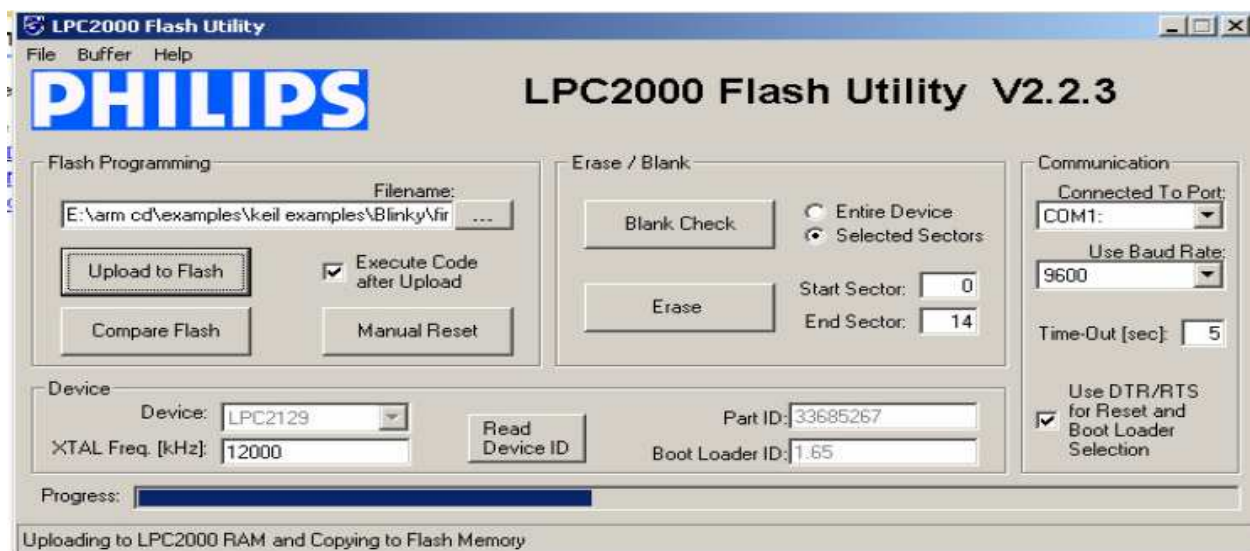 LPC2000 Flash Utility
File Buffer Help
PHILIPS
LPC2000 Flash Utility V2.2.3
Flash Programming
Filename:
E:\arm cd\examples\keil examples\Blinky\fir
...
Upload to Flash
Execute Code
after Upload
Compare Flash
Manual Reset
Erase / Blank
Blank Check
Entire Device
Selected Sectors
Erase
Start Sector: 0
End Sector: 14
Communication
Connected To Port:
COM1:
Use Baud Rate:
9600
Time-Out [sec]: 5
Use DTR/RTS
for Reset and
Boot Loader
Selection
Device
Device: LPC2129
XTAL Freq. [kHz]: 12000
Read
Device ID
Part ID: 33685267
Boot Loader ID: 1.65
Progress:
Uploading to LPC2000 RAM and Copying to Flash Memory